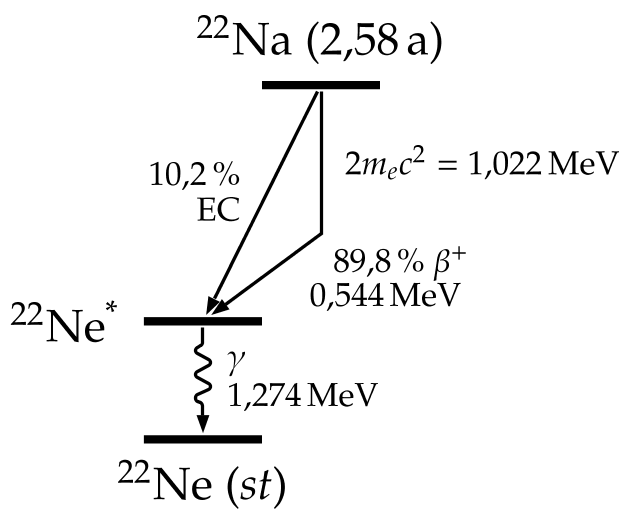 ²²Na (2,58 a)
10,2 %
EC
2mₑc² = 1,022 MeV
89,8 % β⁺
0,544 MeV
²²Ne*
γ
1,274 MeV
²²Ne (st)